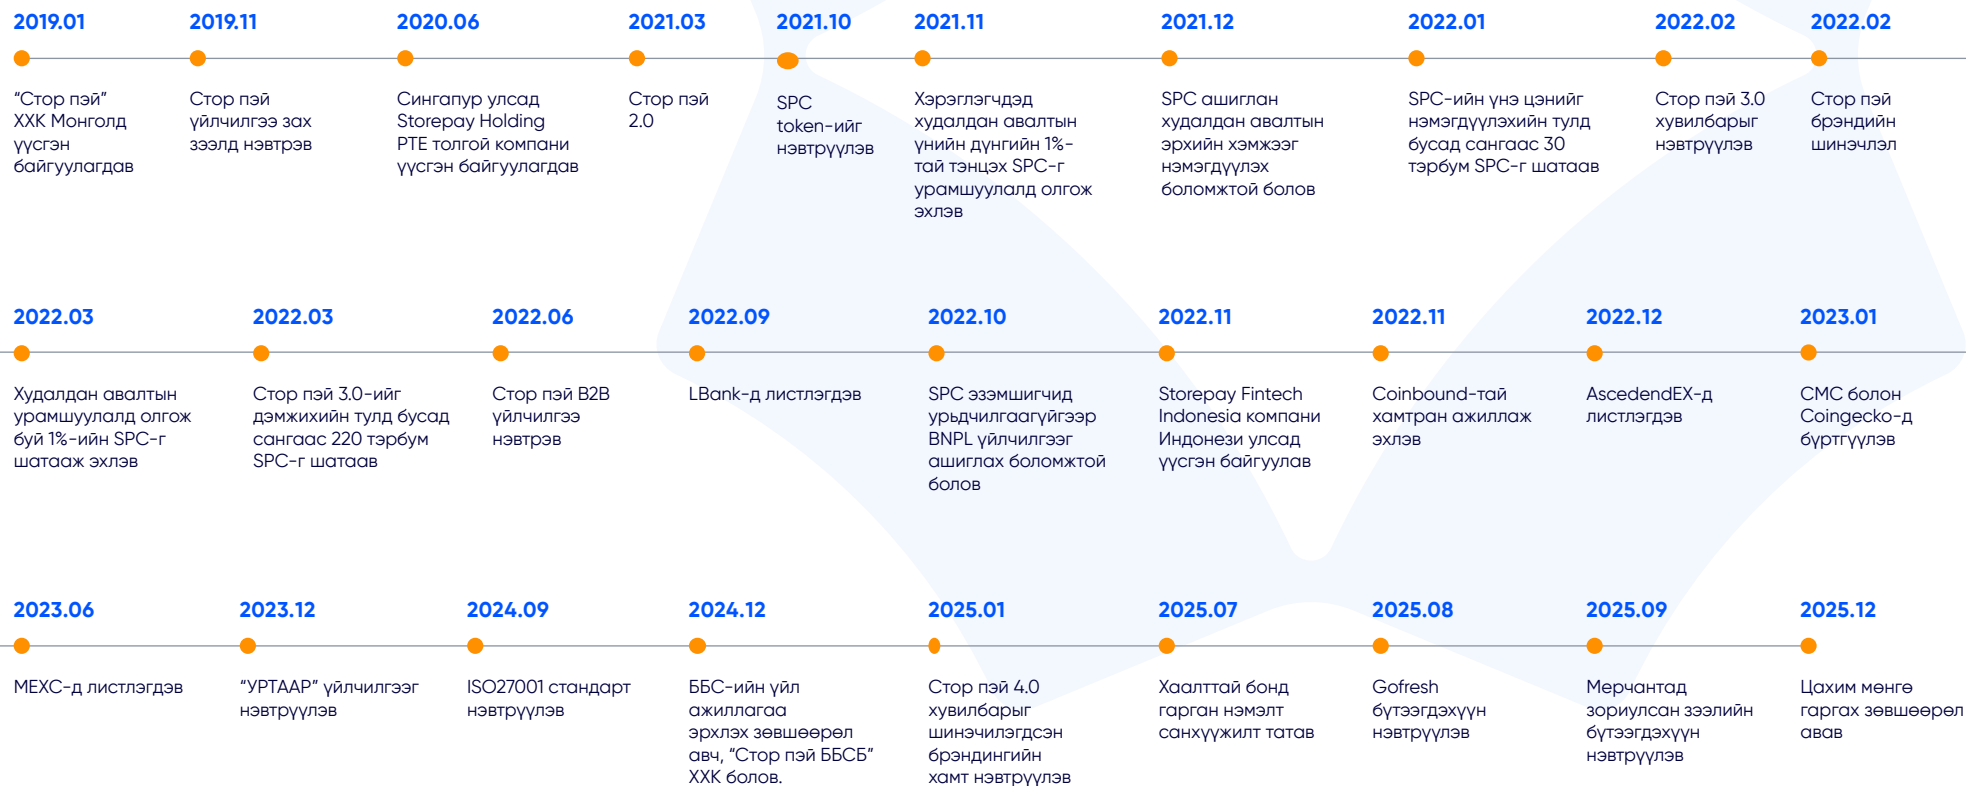 2019.01
“Стор пэй”
ХХК Монголд
үүсгэн
байгуулагдав
2019.11
Стор пэй
үйлчилгээ зах
зээлд нэвтрэв
2020.06
Сингапур улсад
Storepay Holding
PTE толгой компани
үүсгэн байгуулагдав
2021.03
Стор пэй
2.0
2021.10
SPC
token-ийг
нэвтрүүлэв
2021.11
Хэрэглэгчдэд
худалдан авалтын
үнийн дүнгийн 1%-
тай тэнцэх SPC-г
урамшуулалд олгож
эхлэв
2021.12
SPC ашиглан
худалдан авалтын
эрхийн хэмжээг
нэмэгдүүлэх
боломжтой болов
2022.01
SPC-ийн үнэ цэнийг
нэмэгдүүлэхийн тулд
бусад сангаас 30
тэрбум SPC-г шатаав
2022.02
Стор пэй 3.0
хувилбарыг
нэвтрүүлэв
2022.02
Стор пэй
брэндийн
шинэчлэл
2022.03
Худалдан авалтын
урамшуулалд олгож
буй 1%-ийн SPC-г
шатааж эхлэв
2022.03
Стор пэй 3.0-ийг
дэмжихийн тулд бусад
сангаас 220 тэрбум
SPC-г шатаав
2022.06
Стор пэй B2B
үйлчилгээ
нэвтрэв
2022.09
LBank-д листлэгдэв
2022.10
SPC эзэмшигчид
урьдчилгаагүйгээр
BNPL үйлчилгээг
ашиглах боломжтой
болов
2022.11
Storepay Fintech
Indonesia компани
Индонези улсад
үүсгэн байгуулав
2022.11
Coinbound-тай
хамтран ажиллаж
эхлэв
2022.12
AscedendEX-д
листлэгдэв
2023.01
CMC болон
Coingecko-д
бүртгүүлэв
2023.06
MEXC-д листлэгдэв
2023.12
“УРТААР” үйлчилгээг
нэвтрүүлэв
2024.09
ISO27001 стандарт
нэвтрүүлэв
2024.12
ББС-ийн үйл
ажиллагаа
эрхлэх зөвшөөрөл
авч, “Стор пэй ББСБ”
ХХК болов.
2025.01
Стор пэй 4.0
хувилбарыг
шинэчилэгдсэн
брэндингийн
хамт нэвтрүүлэв
2025.07
Хаалттай бонд
гарган нэмэлт
санхүүжилт татав
2025.08
Gofresh
бүтээгдэхүүн
нэвтрүүлэв
2025.09
Мерчантад
зориулсан зээлийн
бүтээгдэхүүн
нэвтрүүлэв
2025.12
Цахим мөнгө
гаргах зөвшөөрөл
авав